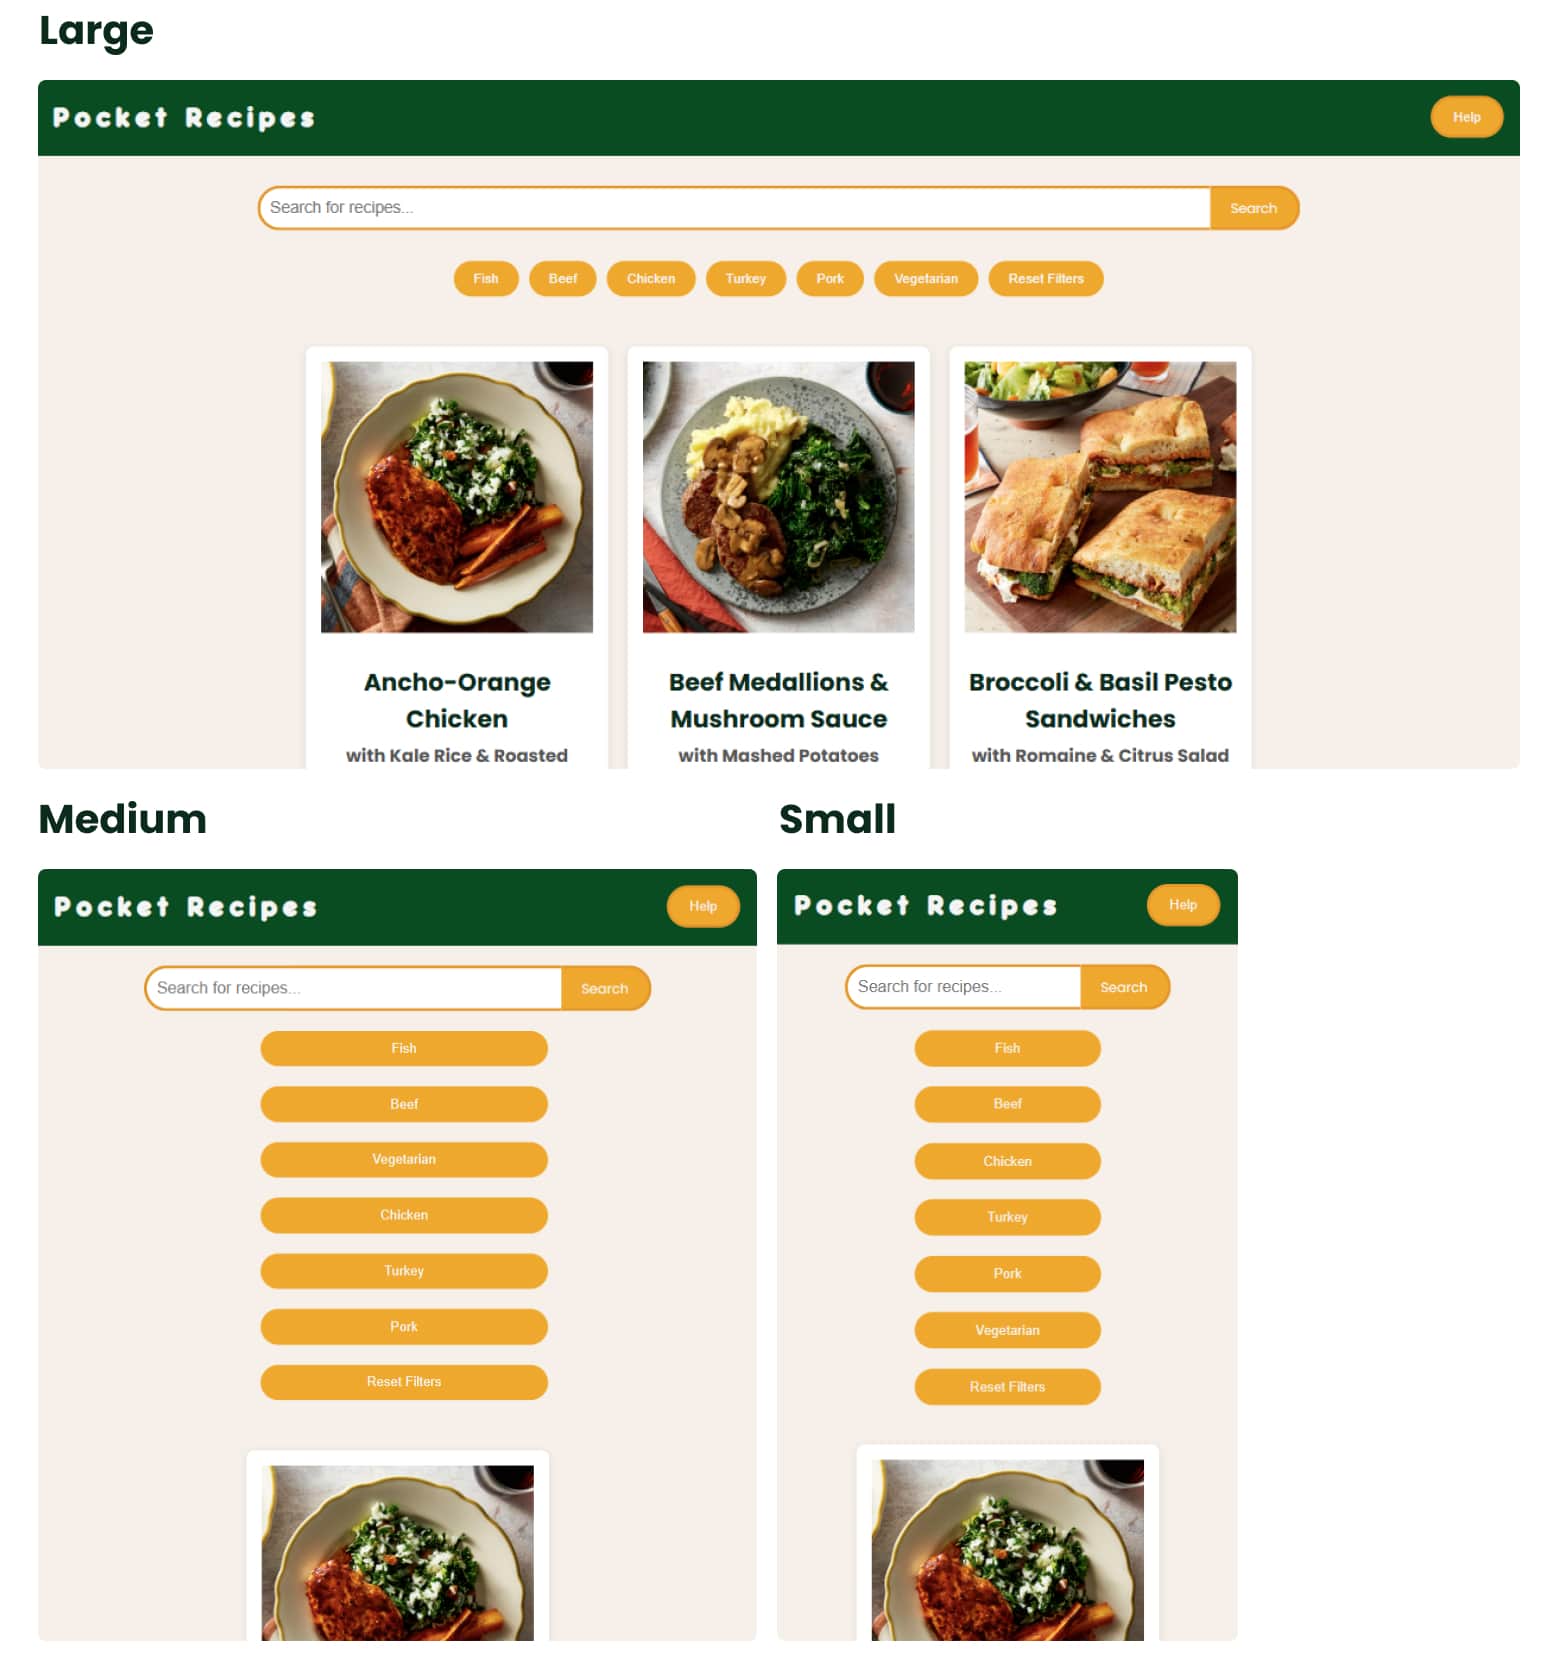 Large
Pocket Recipes
Help
Search for recipes...
Search
Fish
Beef
Chicken
Turkey
Pork
Vegetarian
Reset Filters
Ancho-Orange
Chicken
with Kale Rice & Roasted
Beef Medallions &
Mushroom Sauce
with Mashed Potatoes
Broccoli & Basil Pesto
Sandwiches
with Romaine & Citrus Salad
Medium
Pocket Recipes
Help
Search for recipes...
Search
Fish
Beef
Vegetarian
Chicken
Turkey
Pork
Reset Filters
Small
Pocket Recipes
Help
Search for recipes...
Search
Fish
Beef
Chicken
Turkey
Pork
Vegetarian
Reset Filters